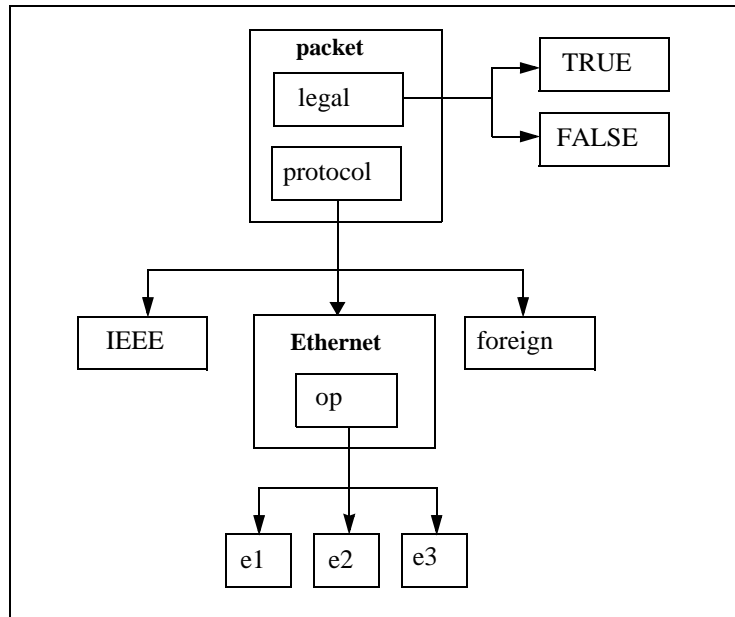 packet
legal
TRUE
FALSE
protocol
IEEE
Ethernet
foreign
op
e1
e2
e3